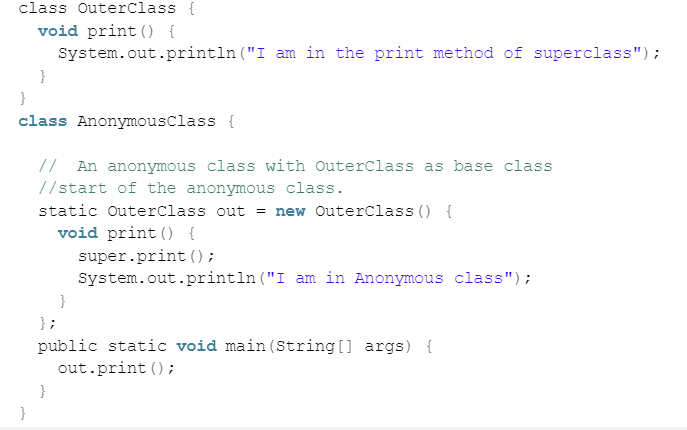 class OuterClass {
  void print() {
    System.out.println("I am in the print method of superclass");
  }
}
class AnonymousClass {

  //  An anonymous class with OuterClass as base class
  //start of the anonymous class.
  static OuterClass out = new OuterClass() {
    void print() {
      super.print();
      System.out.println("I am in Anonymous class");
    }
  };
  public static void main(String[] args) {
    out.print();
  }
}